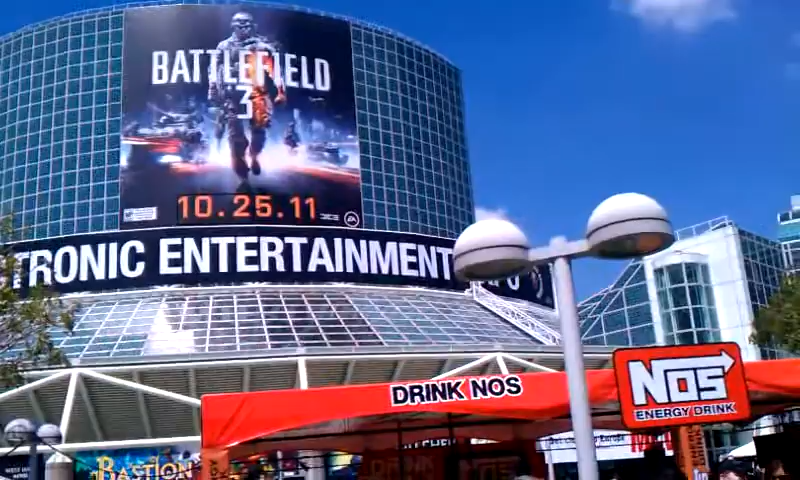 BATTLEFIELD
3
10.25.11
EA
TRONIC ENTERTAINMENT
DRINK NOS
NOS
ENERGY DRINK
BASTION